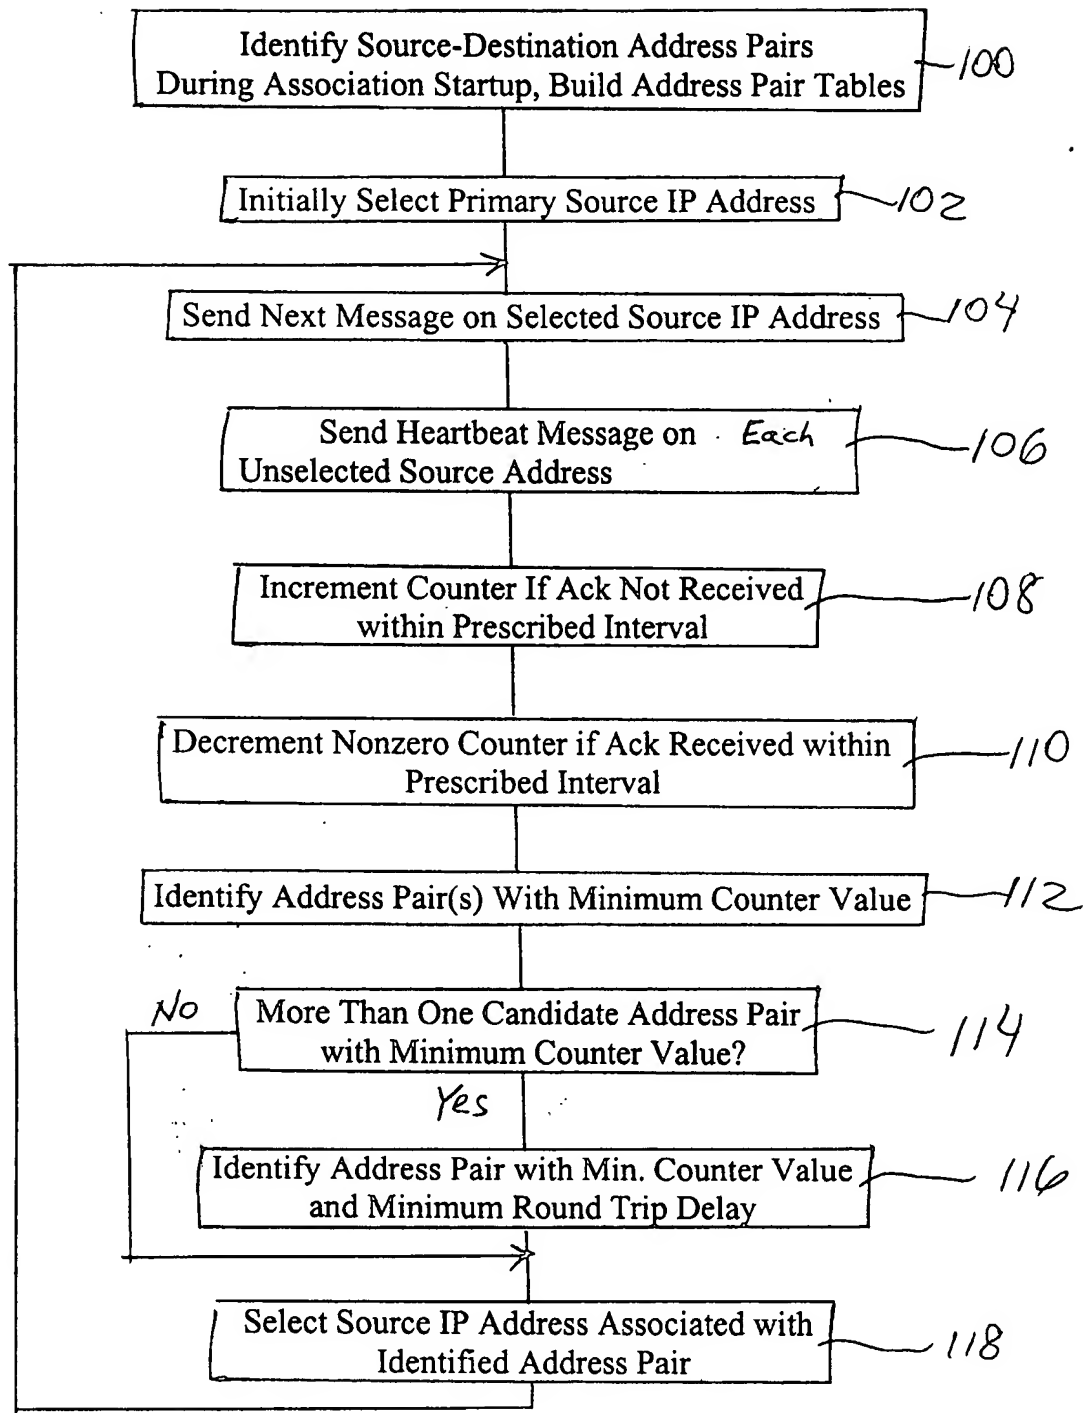 Identify Source-Destination Address Pairs
During Association Startup, Build Address Pair Tables
100
Initially Select Primary Source IP Address
102
Send Next Message on Selected Source IP Address
104
Send Heartbeat Message on Each
Unselected Source Address
106
Increment Counter If Ack Not Received
within Prescribed Interval
108
Decrement Nonzero Counter if Ack Received within
Prescribed Interval
110
Identify Address Pair(s) With Minimum Counter Value
112
No
More Than One Candidate Address Pair
with Minimum Counter Value?
114
Yes
Identify Address Pair with Min. Counter Value
and Minimum Round Trip Delay
116
Select Source IP Address Associated with
Identified Address Pair
118